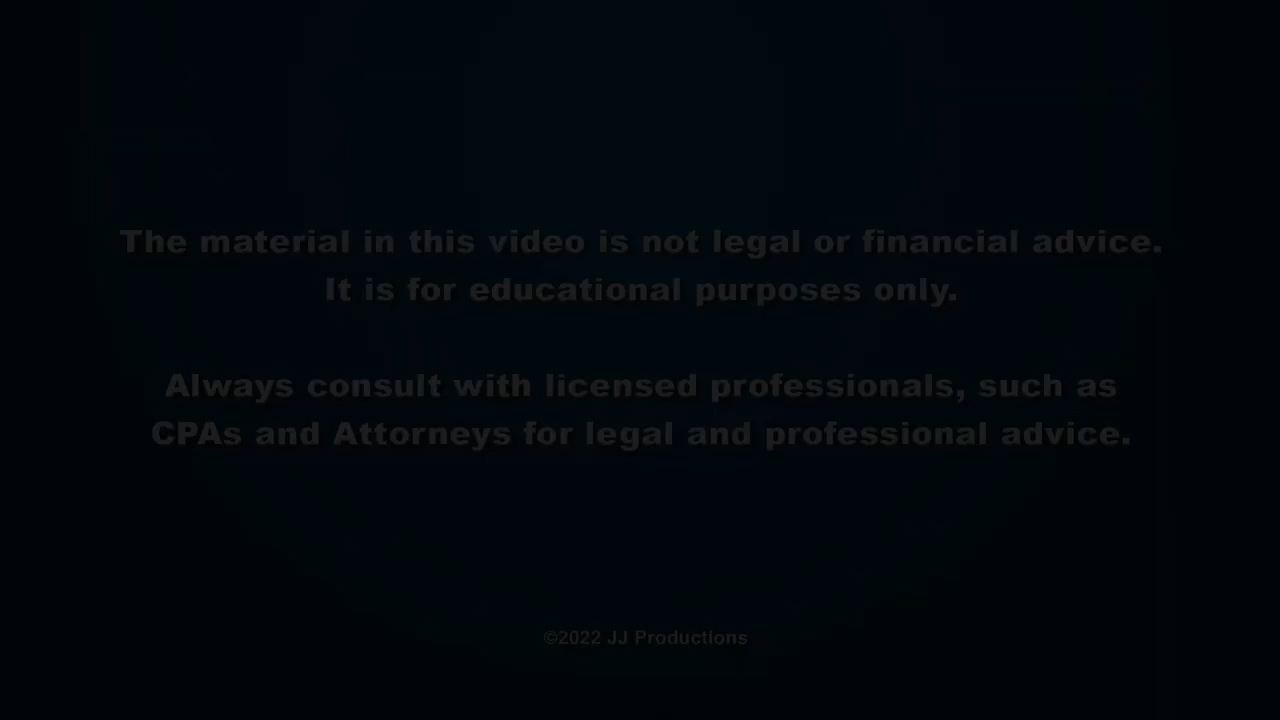 The material in this video is not legal or financial advice.
It is for educational purposes only.
Always consult with licensed professionals, such as
CPAs and Attorneys for legal and professional advice.
©2022 JJ Productions